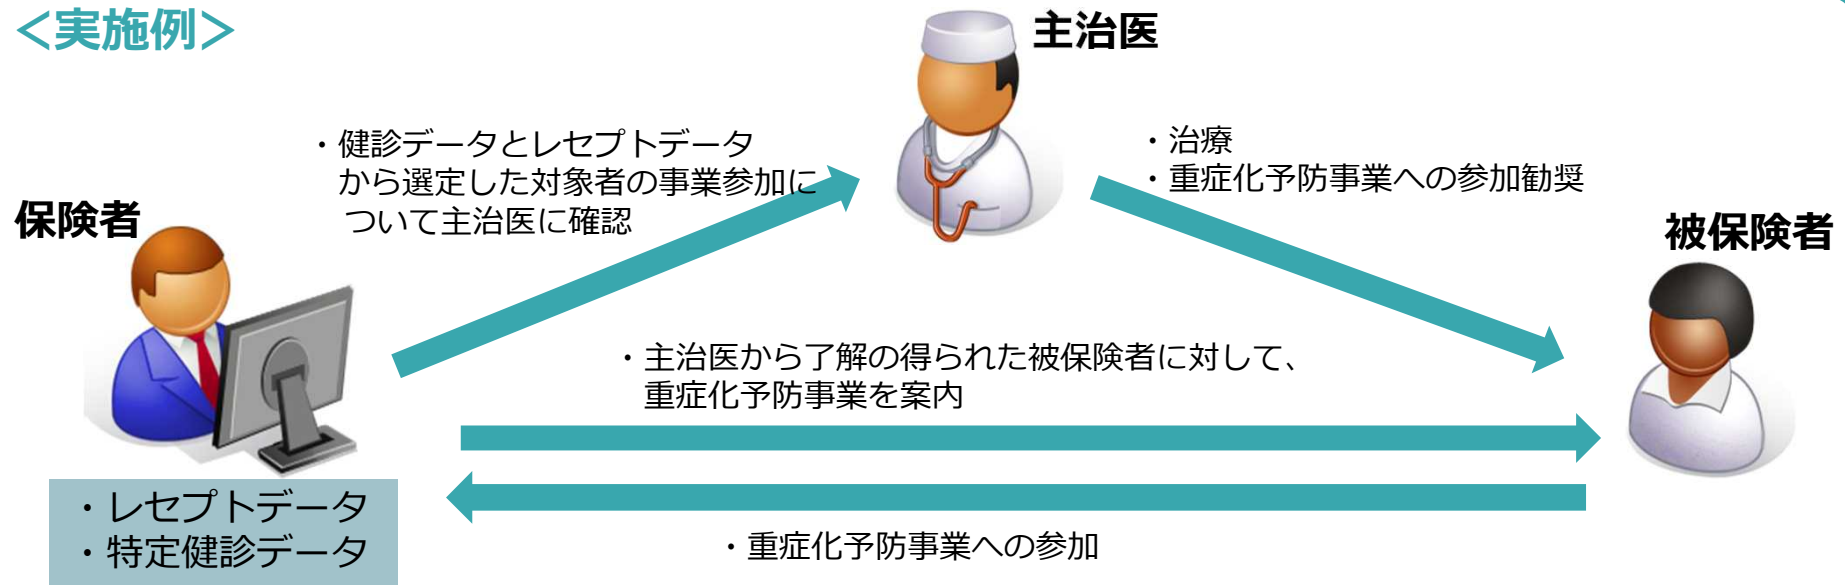 ＜実施例＞
主治医
・健診データとレセプトデータ
から選定した対象者の事業参加に
ついて主治医に確認
・治療
・重症化予防事業への参加勧奨
保険者
被保険者
・主治医から了解の得られた被保険者に対して、
重症化予防事業を案内
・レセプトデータ
・特定健診データ
・重症化予防事業への参加